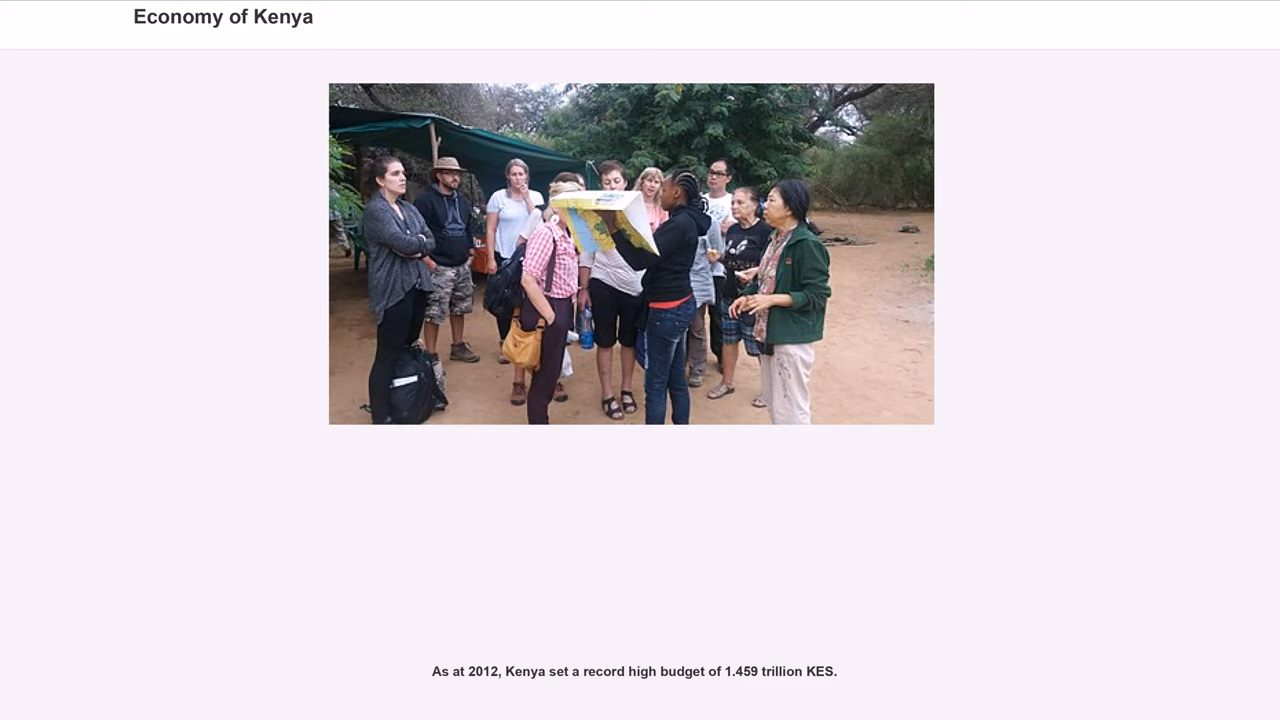 Economy of Kenya
As at 2012, Kenya set a record high budget of 1.459 trillion KES.